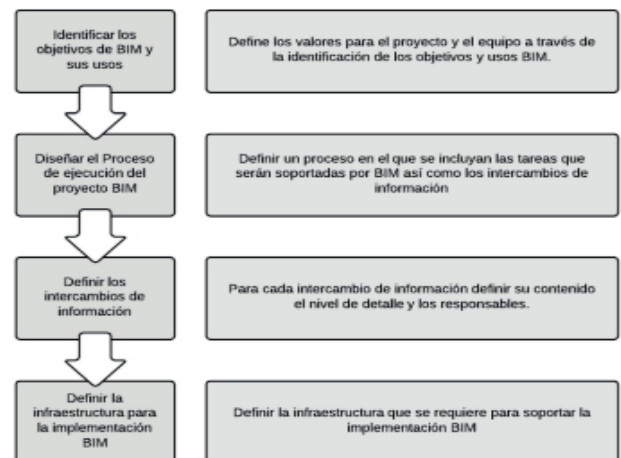 Identificar los
objetivos de BIM y
sus usos
Define los valores para el proyecto y el equipo a través de
la identificación de los objetivos y usos BIM.
Diseñar el Proceso
de ejecución del
proyecto BIM
Definir un proceso en el que se incluyan las tareas que
serán soportadas por BIM así como los intercambios de
información
Definir los
intercambios de
información
Para cada intercambio de información definir su contenido
el nivel de detalle y los responsables.
Definir la
infraestructura para
la implementación
BIM
Definir la infraestructura que se requiere para soportar la
implementación BIM